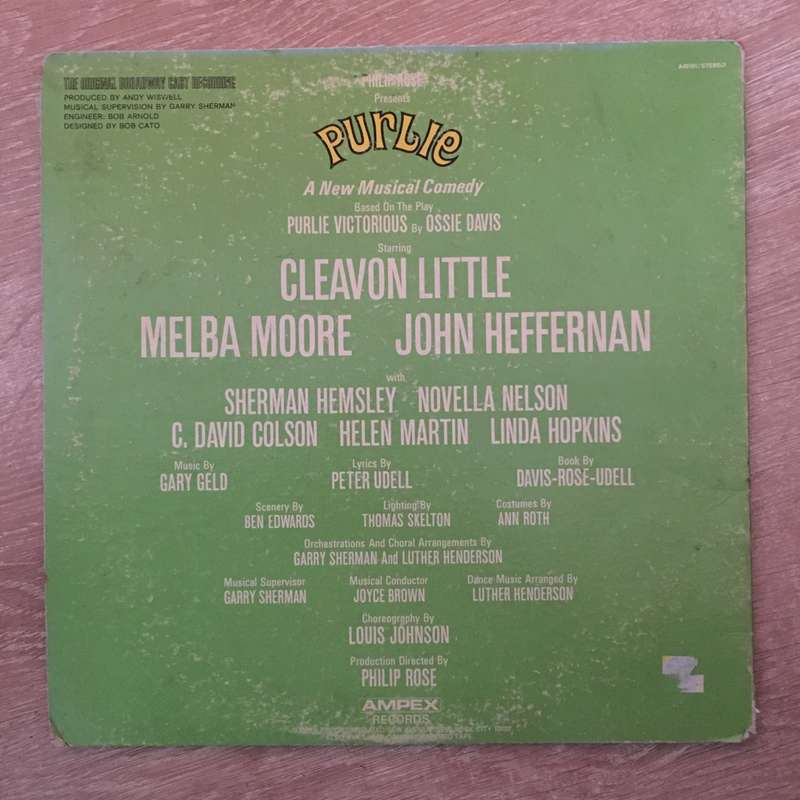 THE ORIGINAL BROADWAY CAST RECORDING
PRODUCED BY ANDY WISWELL
MUSICAL SUPERVISION BY GARRY SHERMAN
ENGINEER: BOB ARNOLD
DESIGNED BY BOB CATO
PHILIP ROSE
Presents
PURLIE
A New Musical Comedy
Based On The Play
PURLIE VICTORIOUS By OSSIE DAVIS
Starring
CLEAVON LITTLE
MELBA MOORE JOHN HEFFERNAN
with
SHERMAN HEMSLEY NOVELLA NELSON
C. DAVID COLSON HELEN MARTIN LINDA HOPKINS
Music By Lyrics By Book By
GARY GELD PETER UDELL DAVIS-ROSE-UDELL
Scenery By Lighting By Costumes By
BEN EDWARDS THOMAS SKELTON ANN ROTH
Orchestrations And Choral Arrangements By
GARRY SHERMAN And LUTHER HENDERSON
Musical Supervisor Musical Conductor Dance Music Arranged By
GARRY SHERMAN JOYCE BROWN LUTHER HENDERSON
Choreography By
LOUIS JOHNSON
Production Directed By
PHILIP ROSE
AMPEX
RECORDS